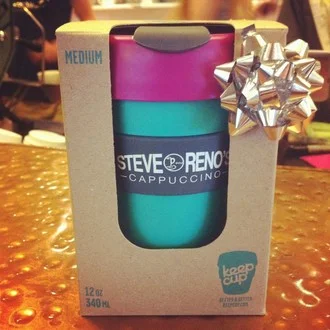 MEDIUM
STEVE RENO'S
CAPPUCCINO
12 OZ
340 ML
keep
cup